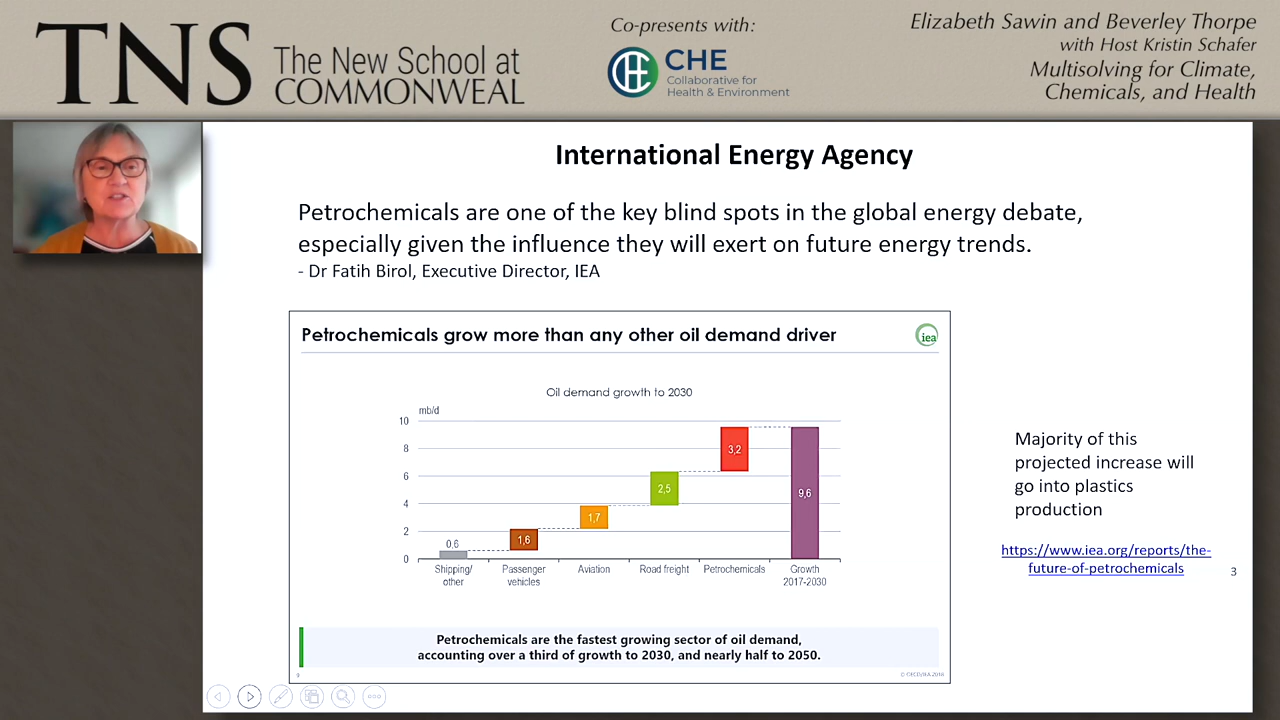 TNS
The New School at
COMMONWEAL
Co-presents with:
CHE
Collaborative for
Health & Environment
Elizabeth Sawin and Beverley Thorpe
with Host Kristin Schafer
Multisolving for Climate,
Chemicals, and Health
International Energy Agency
Petrochemicals are one of the key blind spots in the global energy debate,
especially given the influence they will exert on future energy trends.
- Dr Fatih Birol, Executive Director, IEA
Petrochemicals grow more than any other oil demand driver
iea
Oil demand growth to 2030
mb/d
10
8
6
4
2
0
0,6
1,6
1,7
2,5
3,2
9,6
Shipping/
other
Passenger
vehicles
Aviation
Road freight
Petrochemicals
Growth
2017-2030
Petrochemicals are the fastest growing sector of oil demand,
accounting over a third of growth to 2030, and nearly half to 2050.
© OECD/IEA 2018
Majority of this
projected increase will
go into plastics
production
https://www.iea.org/reports/the-
future-of-petrochemicals
3